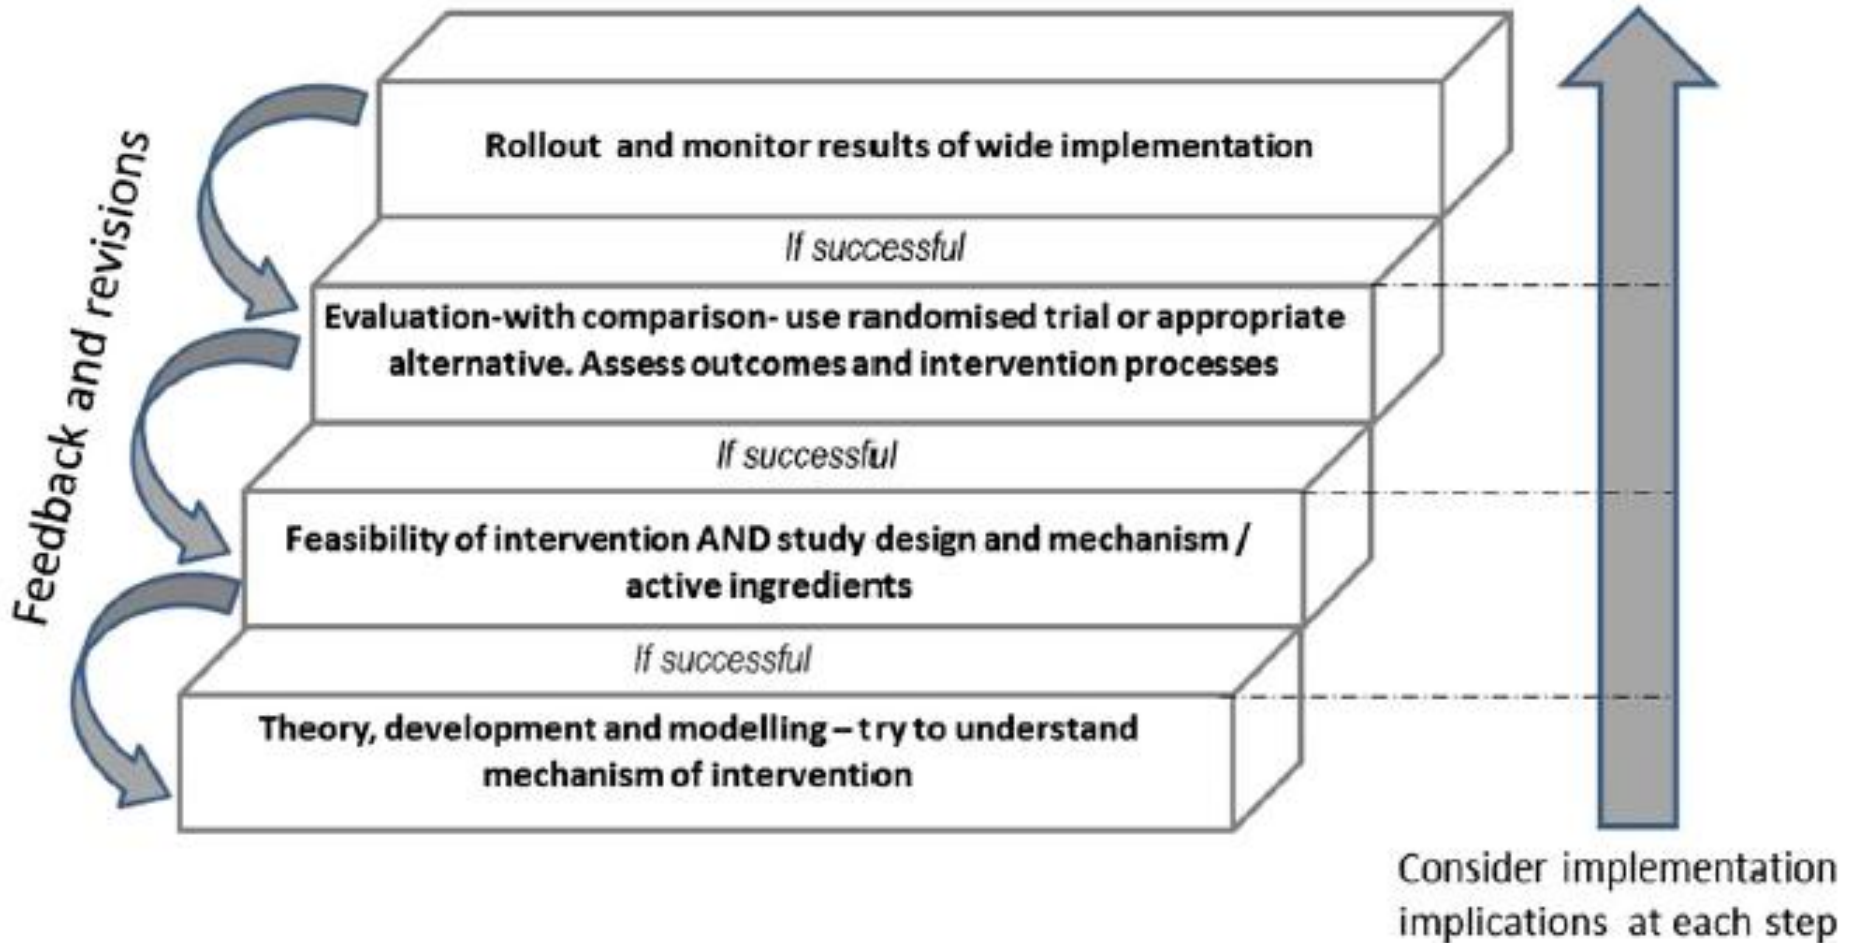 Rollout and monitor results of wide implementation
If successful
Evaluation-with comparison- use randomised trial or appropriate
alternative. Assess outcomes and intervention processes
If successful
Feasibility of intervention AND study design and mechanism /
active ingredients
If successful
Theory, development and modelling – try to understand
mechanism of intervention
Feedback and revisions
Consider implementation
implications at each step